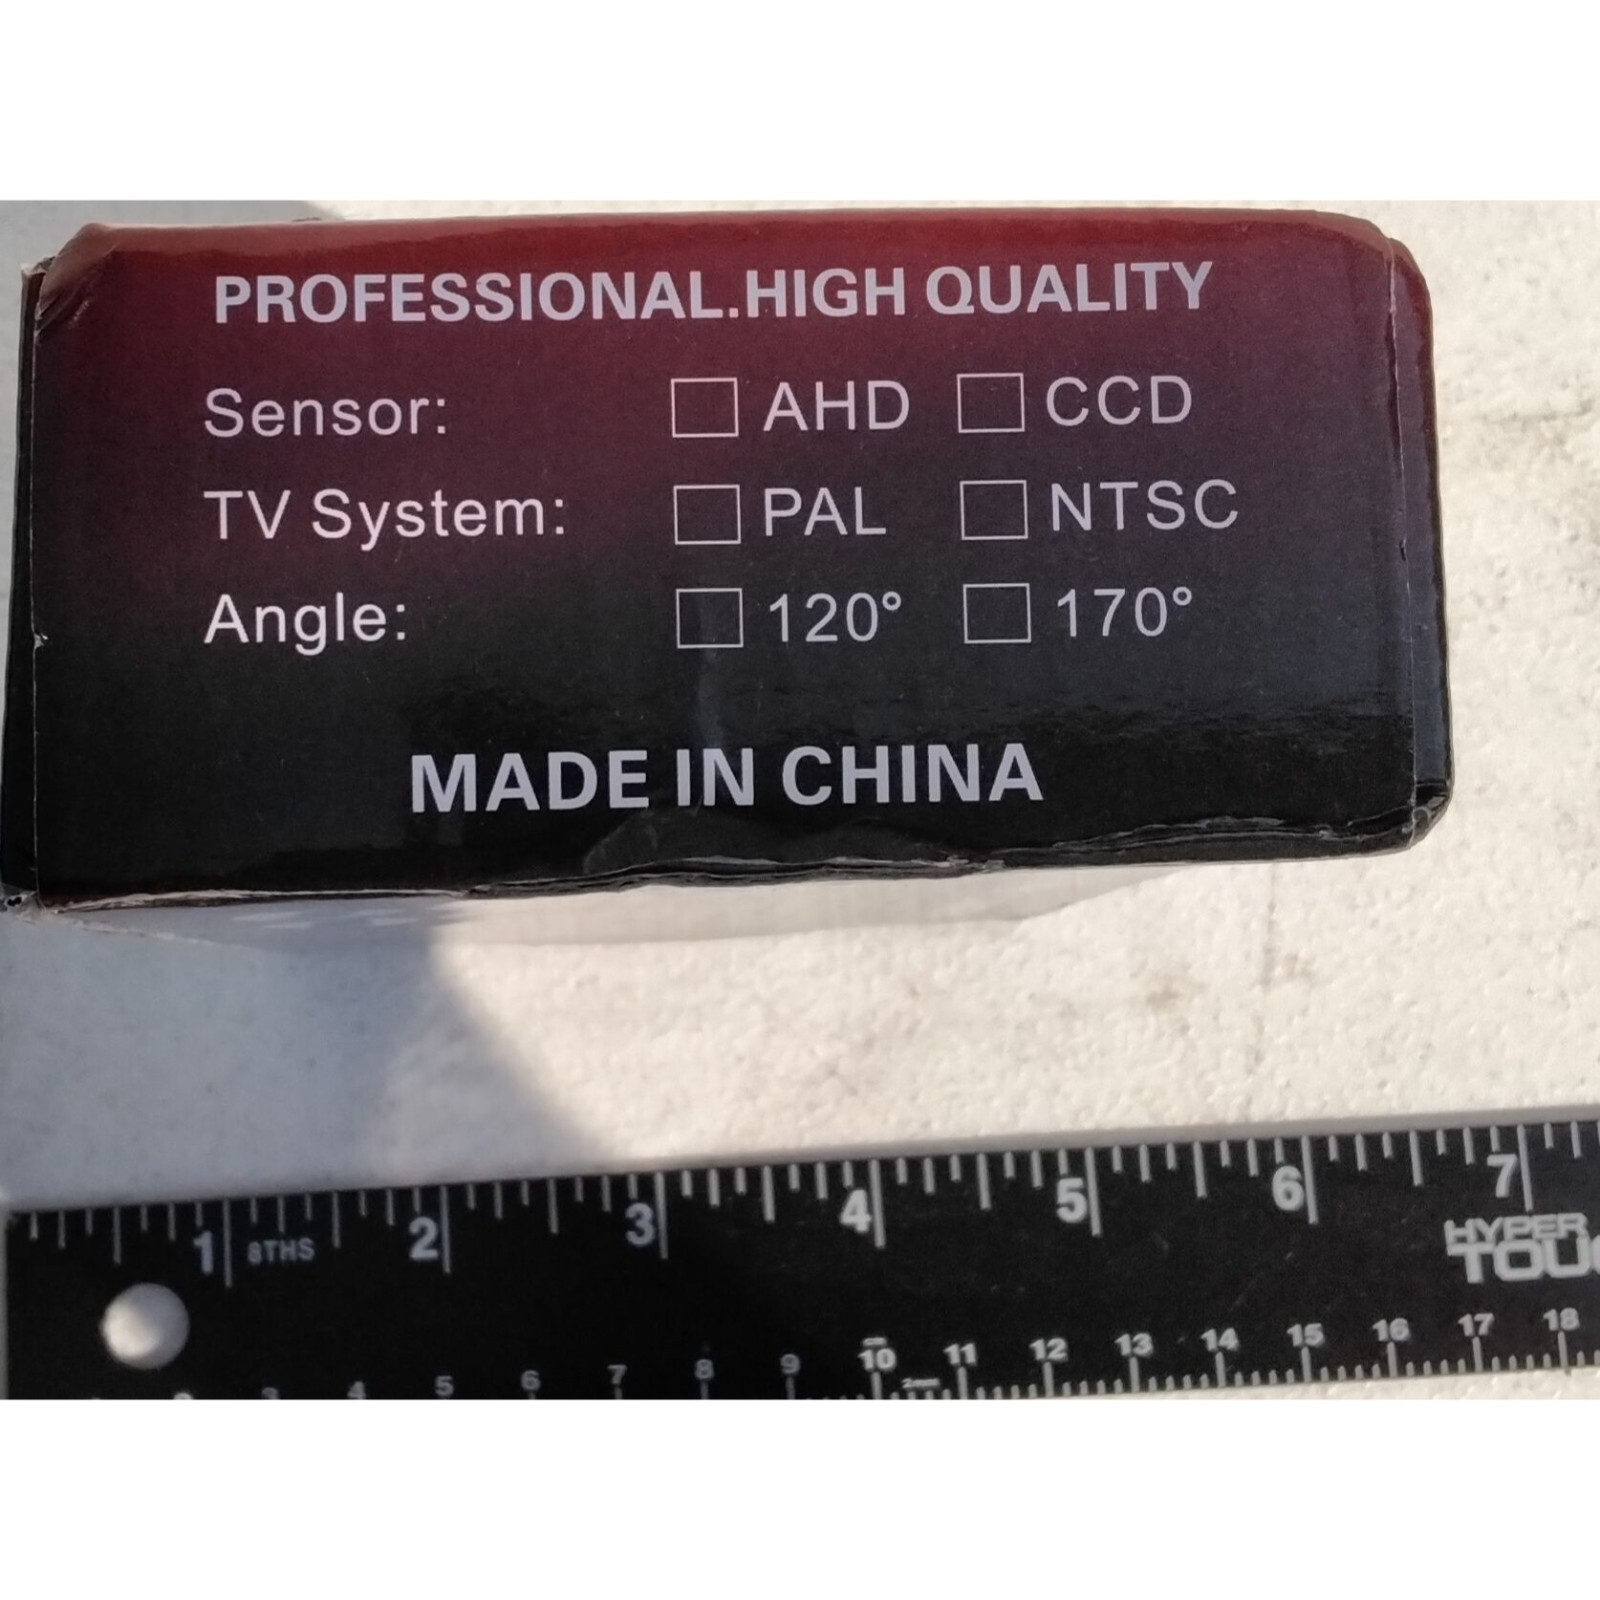 PROFESSIONAL.HIGH QUALITY
Sensor: AHD CCD
TV System: PAL NTSC
Angle: 120° 170°
MADE IN CHINA
1 8THS 2 3 4 5 6 7
HYPER
4 5 6 7 8 9 10 11 12 13 14 15 16 17 18